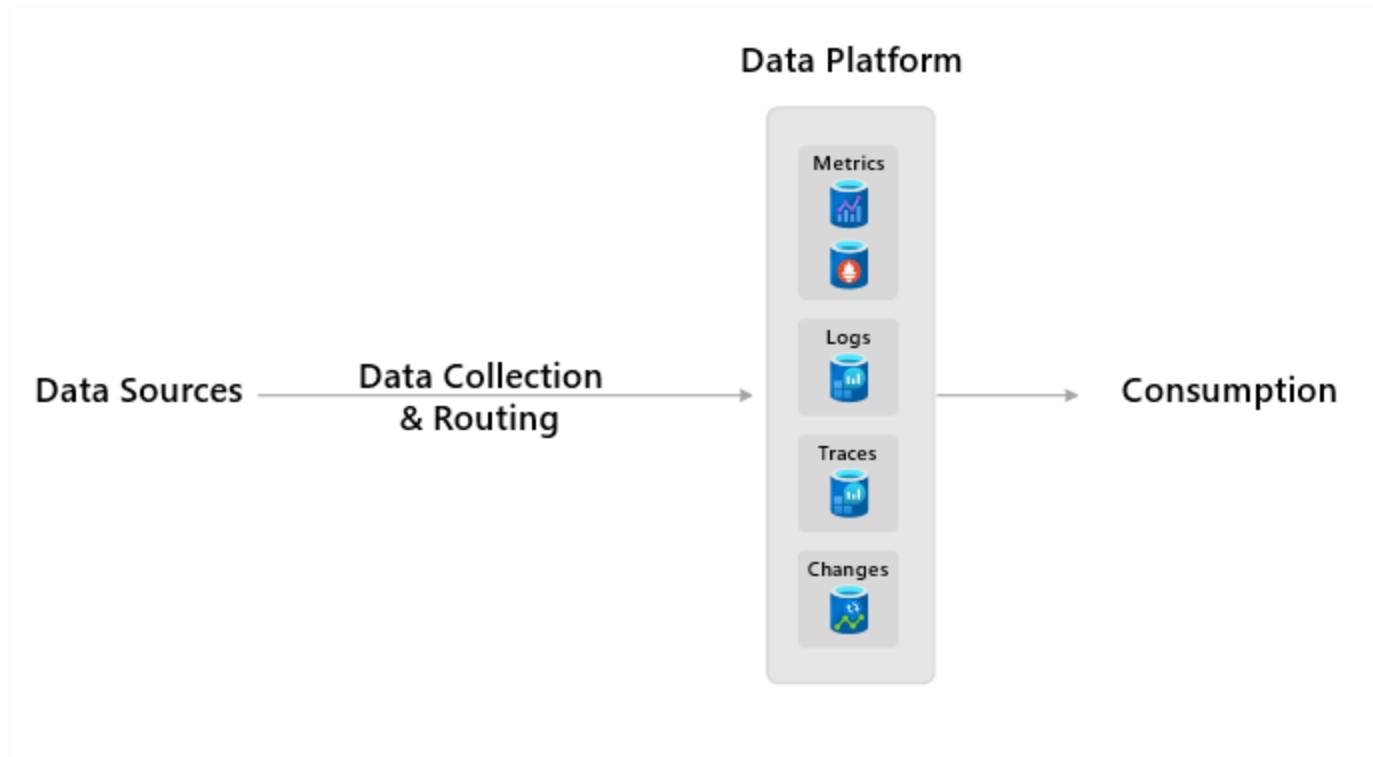 Data Platform
Metrics
Logs
Data Sources
Data Collection
& Routing
Consumption
Traces
Changes